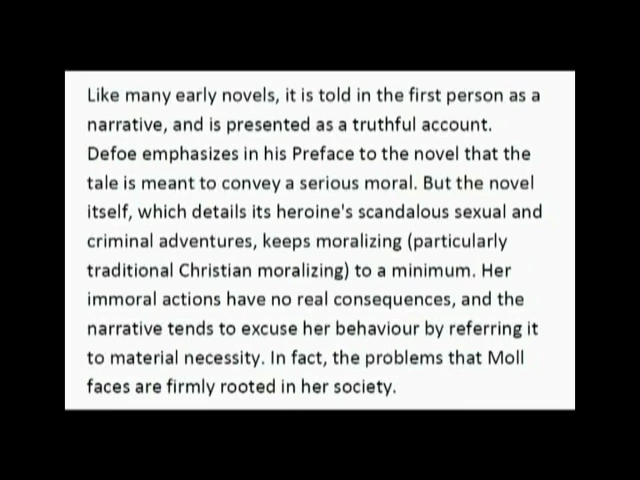 Like many early novels, it is told in the first person as a
narrative, and is presented as a truthful account.
Defoe emphasizes in his Preface to the novel that the
tale is meant to convey a serious moral. But the novel
itself, which details its heroine's scandalous sexual and
criminal adventures, keeps moralizing (particularly
traditional Christian moralizing) to a minimum. Her
immoral actions have no real consequences, and the
narrative tends to excuse her behaviour by referring it
to material necessity. In fact, the problems that Moll
faces are firmly rooted in her society.